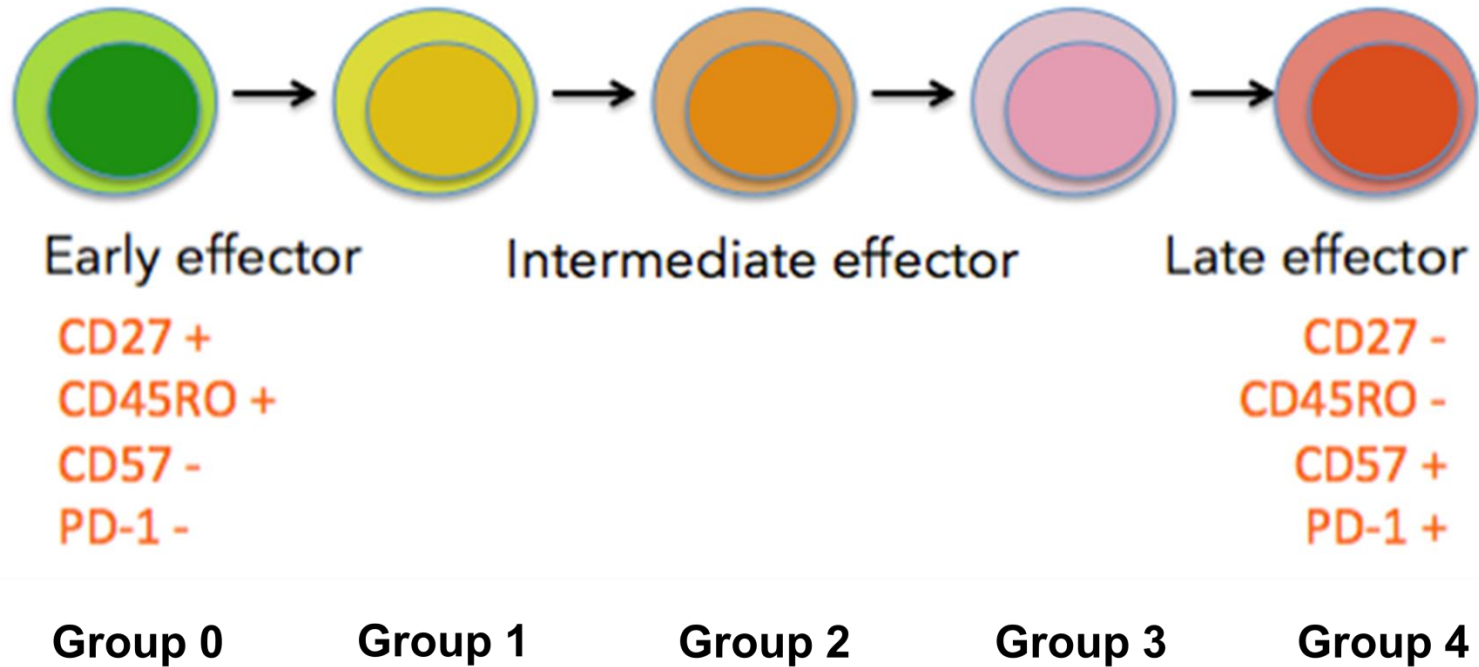 Early effector
Intermediate effector
Late effector
CD27 +
CD45RO +
CD57 -
PD-1 -
CD27 -
CD45RO -
CD57 +
PD-1 +
Group 0
Group 1
Group 2
Group 3
Group 4